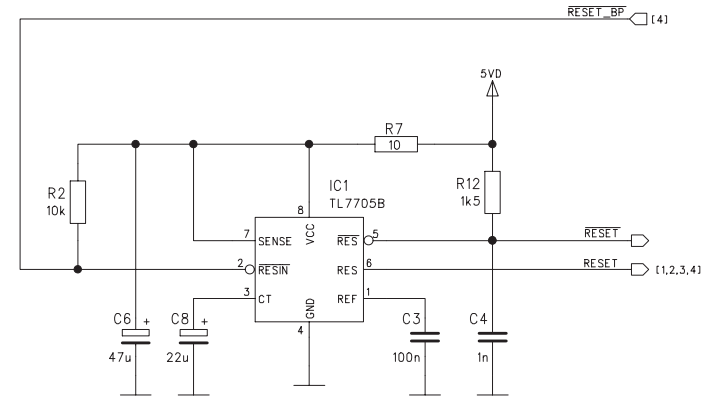 RESET_BP
[4]
5VD
R7
10
R2
10k
IC1
TL7705B
R12
1k5
8
7
SENSE
VCC
RES
5
RESET
2
RESIN
RES
6
RESET
[1,2,3,4]
3
CT
GND
REF
1
4
C6
+
47u
C8
+
22u
C3
100n
C4
1n